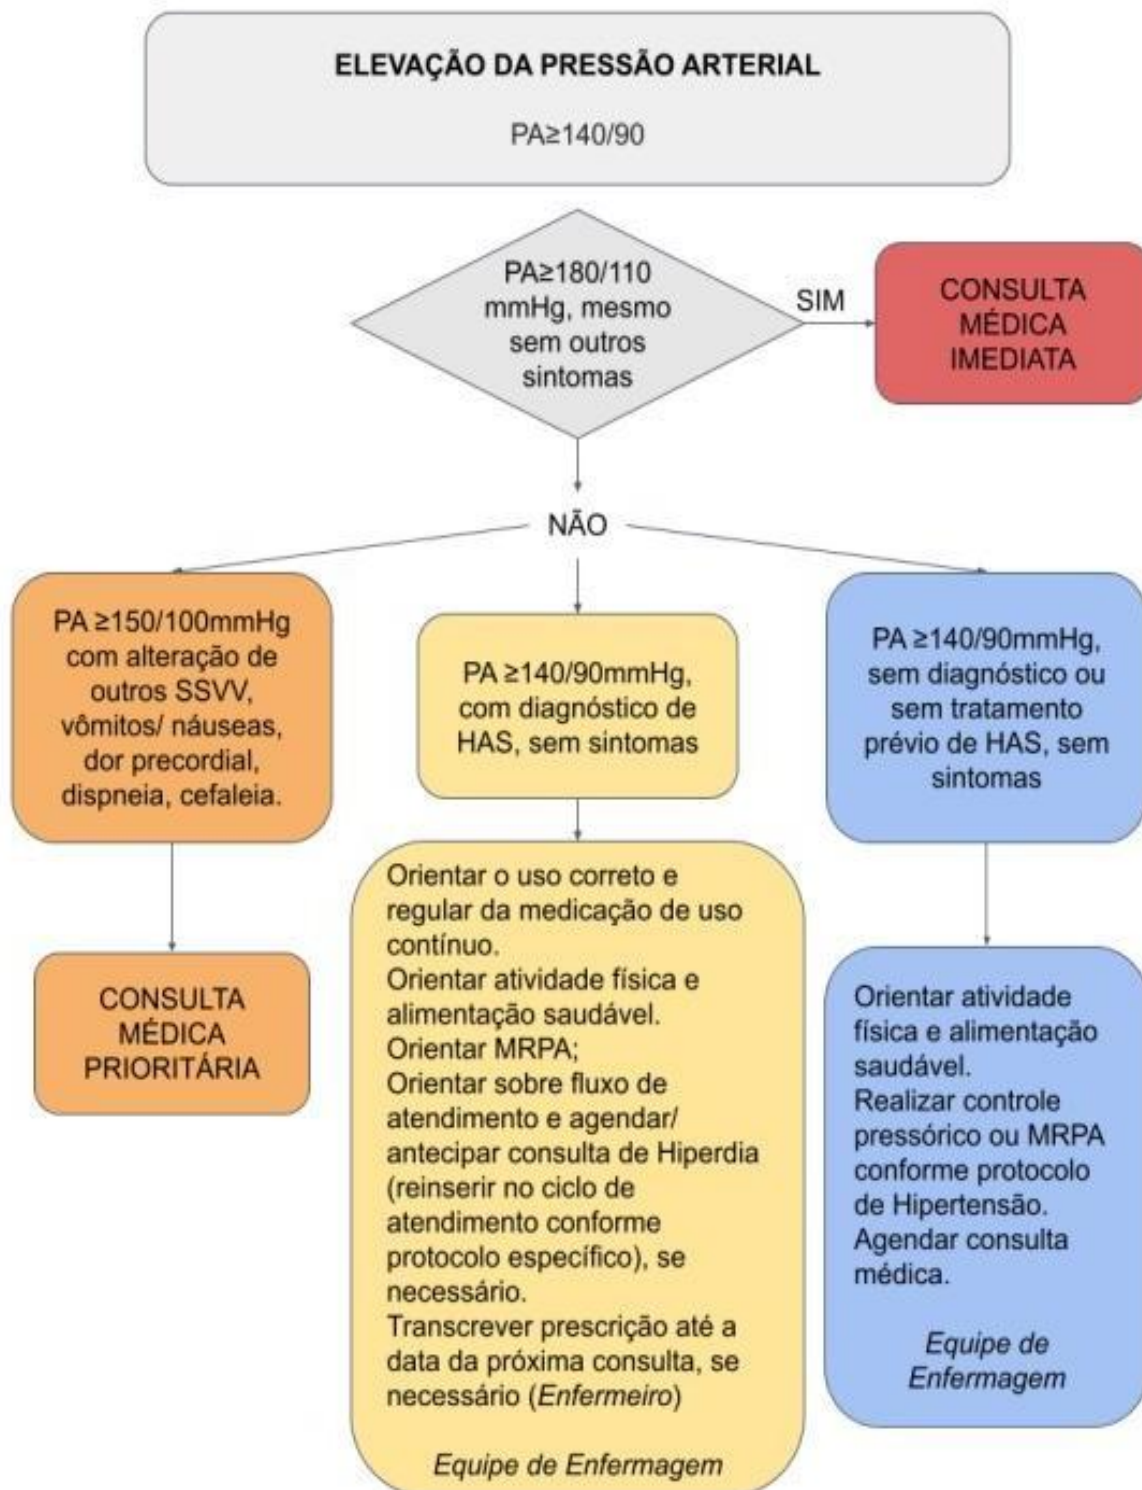 ELEVAÇÃO DA PRESSÃO ARTERIAL
PA≥140/90
PA≥180/110
mmHg, mesmo
sem outros
sintomas
SIM
CONSULTA
MÉDICA
IMEDIATA
NÃO
PA ≥150/100mmHg
com alteração de
outros SSVV,
vômitos/ náuseas,
dor precordial,
dispneia, cefaleia.
CONSULTA
MÉDICA
PRIORITÁRIA
PA ≥140/90mmHg,
com diagnóstico de
HAS, sem sintomas
Orientar o uso correto e
regular da medicação de uso
contínuo.
Orientar atividade física e
alimentação saudável.
Orientar MRPA;
Orientar sobre fluxo de
atendimento e agendar/
antecipar consulta de Hiperdia
(reinserir no ciclo de
atendimento conforme
protocolo específico), se
necessário.
Transcrever prescrição até a
data da próxima consulta, se
necessário (Enfermeiro)
Equipe de Enfermagem
PA ≥140/90mmHg,
sem diagnóstico ou
sem tratamento
prévio de HAS, sem
sintomas
Orientar atividade
física e alimentação
saudável.
Realizar controle
pressórico ou MRPA
conforme protocolo
de Hipertensão.
Agendar consulta
médica.
Equipe de
Enfermagem